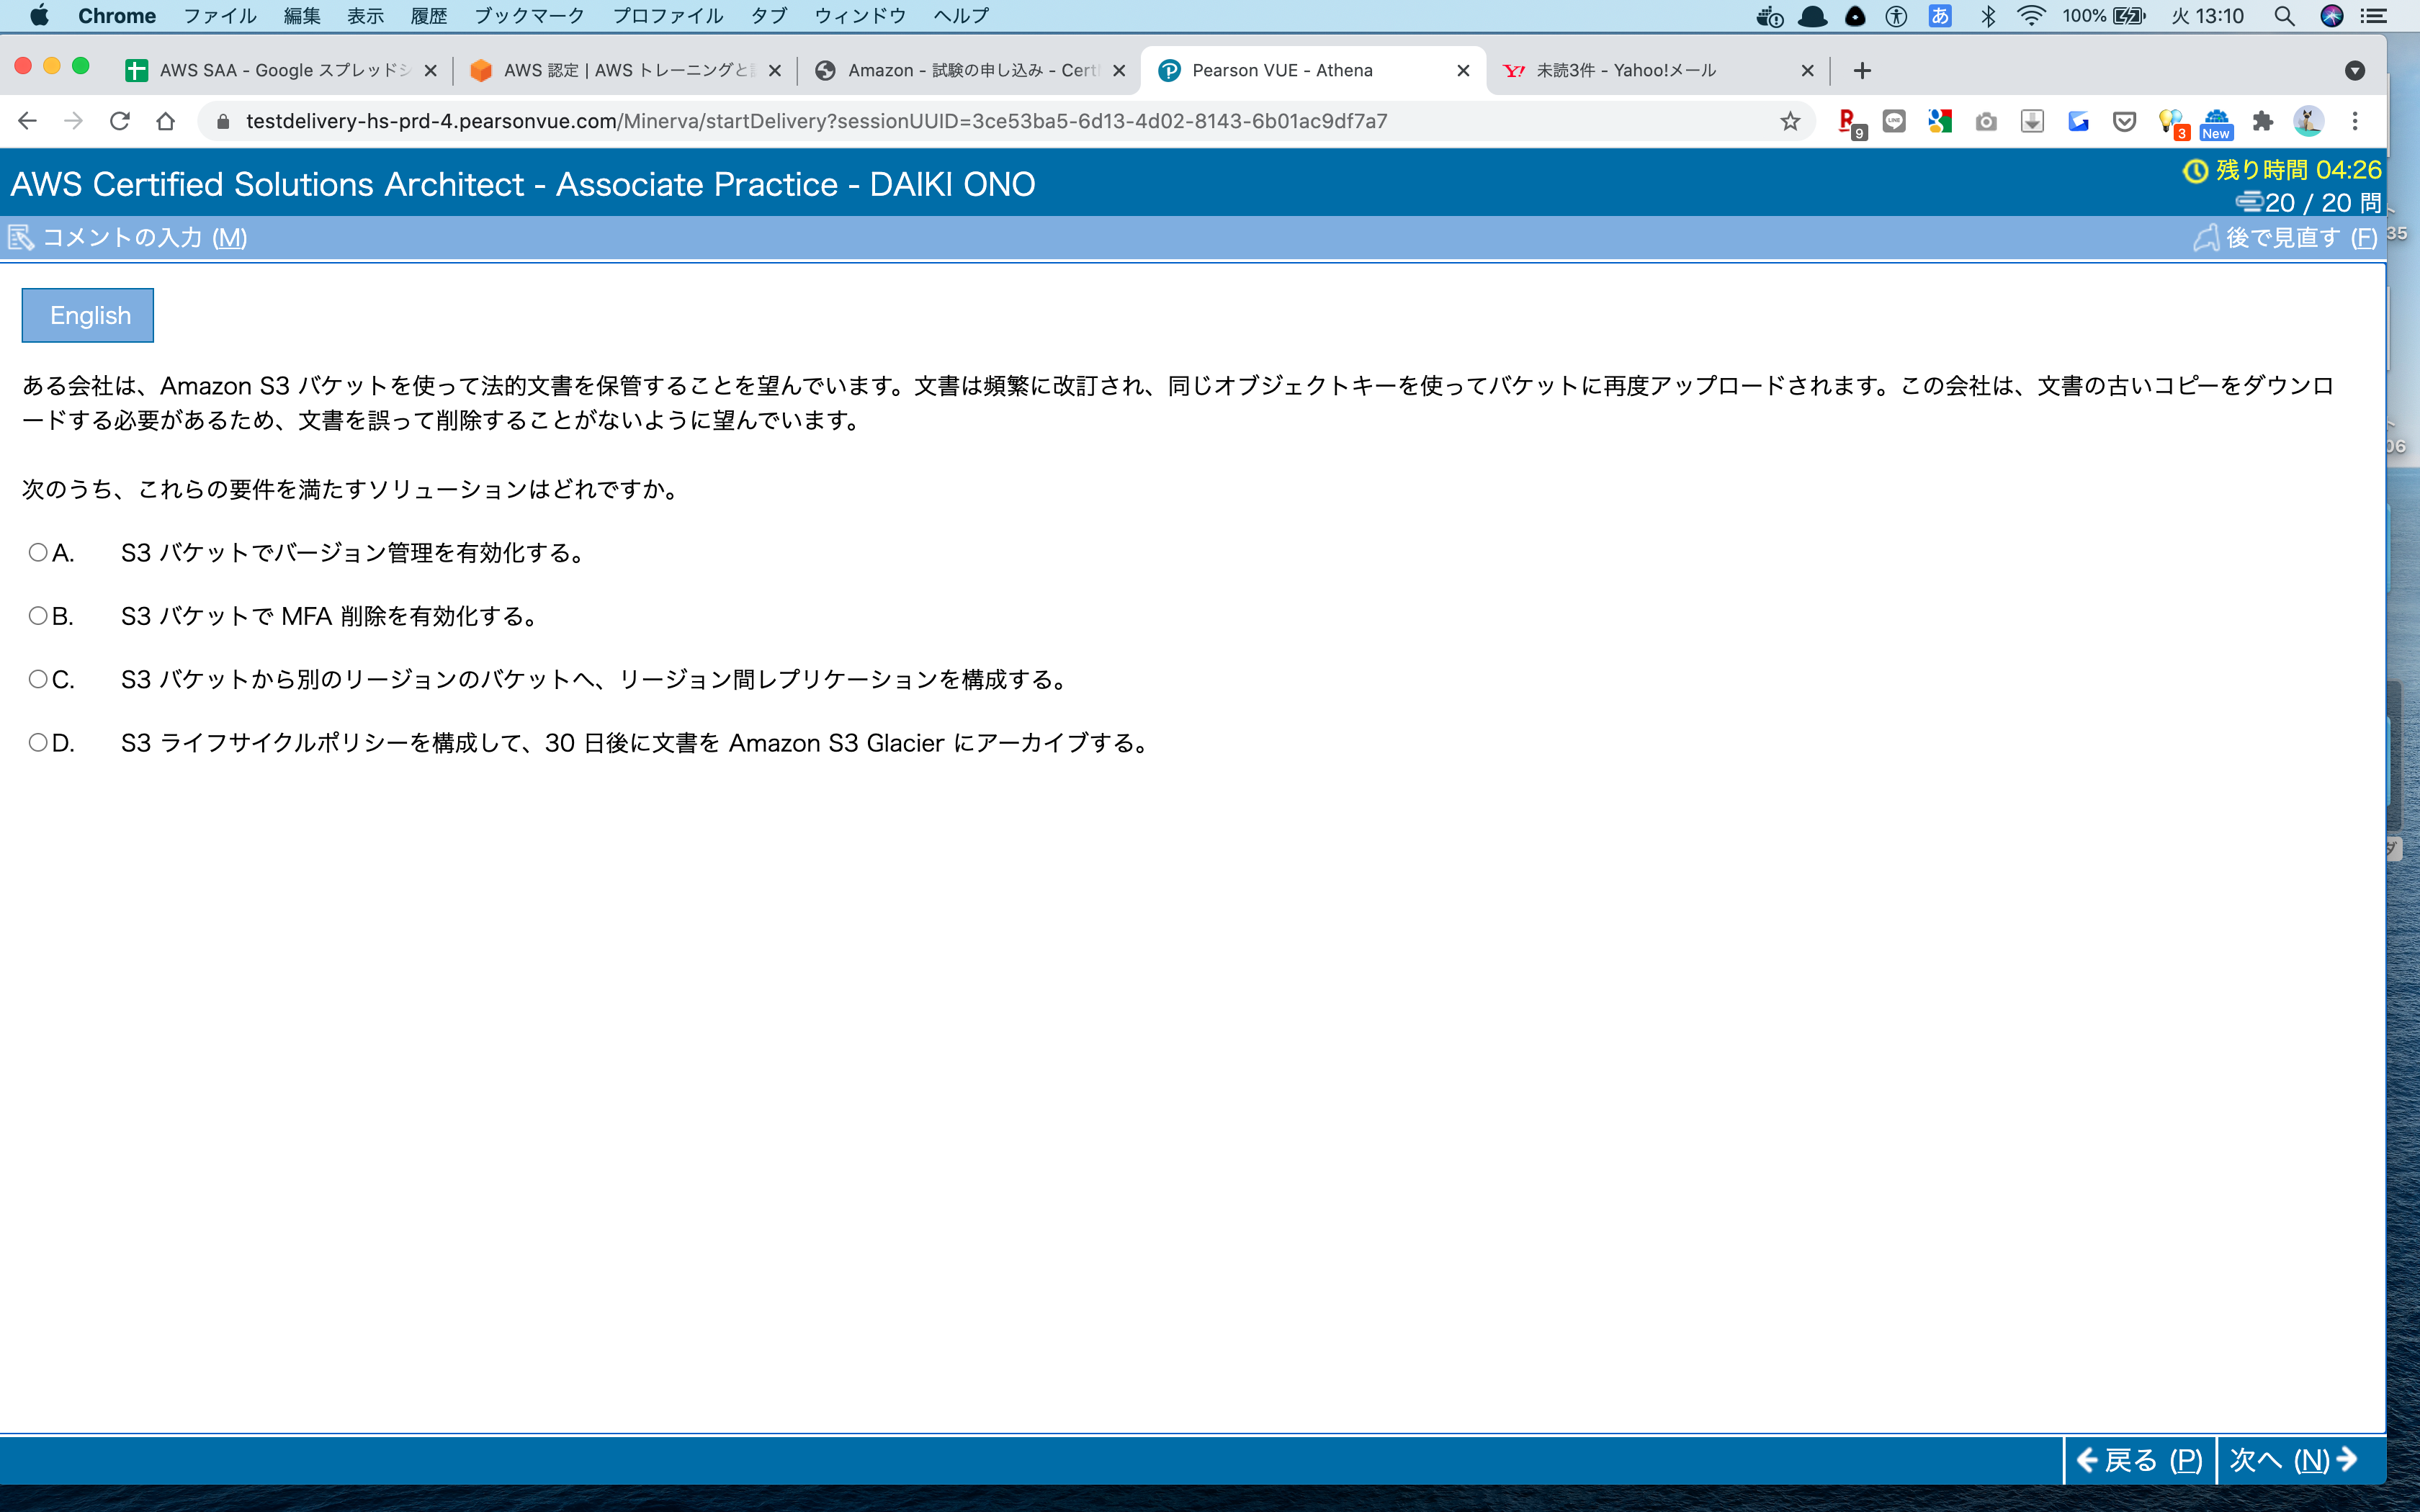 Chrome ファイル 編集 表示 履歴 ブックマーク プロファイル タブ ウィンドウ ヘルプ あ 100% 火 13:10
AWS SAA - Google スプレッドシ AWS 認定 | AWS トレーニングと Amazon - 試験の申し込み - Certi Pearson VUE - Athena 未読3件 - Yahoo!メール
testdelivery-hs-prd-4.pearsonvue.com/Minerva/startDelivery?sessionUUID=3ce53ba5-6d13-4d02-8143-6b01ac9df7a7 9 LINE 3 New
AWS Certified Solutions Architect - Associate Practice - DAIKI ONO
残り時間 04:26
20 / 20 問
コメントの入力 (M) 後で見直す (F)
35
English
ある会社は、Amazon S3 バケットを使って法的文書を保管することを望んでいます。文書は頻繁に改訂され、同じオブジェクトキーを使ってバケットに再度アップロードされます。この会社は、文書の古いコピーをダウンロ
ードする必要があるため、文書を誤って削除することがないように望んでいます。
06
次のうち、これらの要件を満たすソリューションはどれですか。
A. S3 バケットでバージョン管理を有効化する。
B. S3 バケットで MFA 削除を有効化する。
C. S3 バケットから別のリージョンのバケットへ、リージョン間レプリケーションを構成する。
D. S3 ライフサイクルポリシーを構成して、30 日後に文書を Amazon S3 Glacier にアーカイブする。
ダ
戻る (P) 次へ (N)